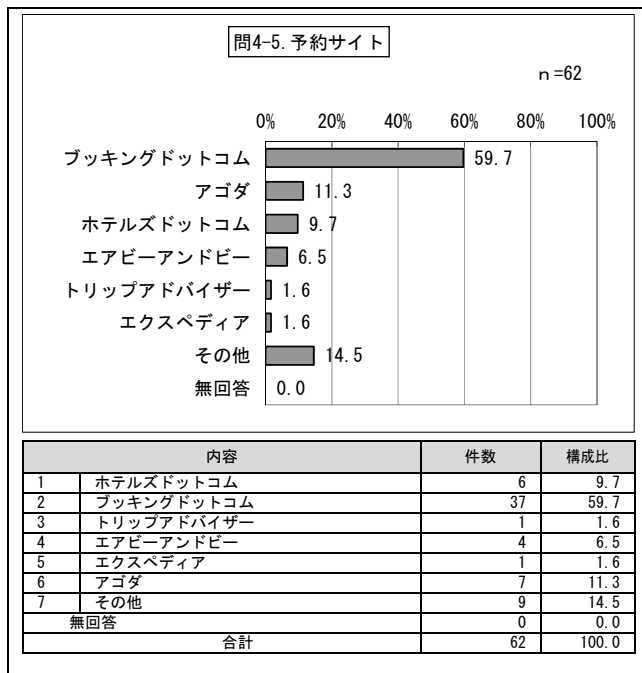 問4-5.予約サイト
n=62
0% 20% 40% 60% 80% 100%
ブッキングドットコム 59.7
アゴダ 11.3
ホテルズドットコム 9.7
エアビーアンドビー 6.5
トリップアドバイザー 1.6
エクスペディア 1.6
その他 14.5
無回答 0.0
内容 件数 構成比
1 ホテルズドットコム 6 9.7
2 ブッキングドットコム 37 59.7
3 トリップアドバイザー 1 1.6
4 エアビーアンドビー 4 6.5
5 エクスペディア 1 1.6
6 アゴダ 7 11.3
7 その他 9 14.5
無回答 0 0.0
合計 62 100.0